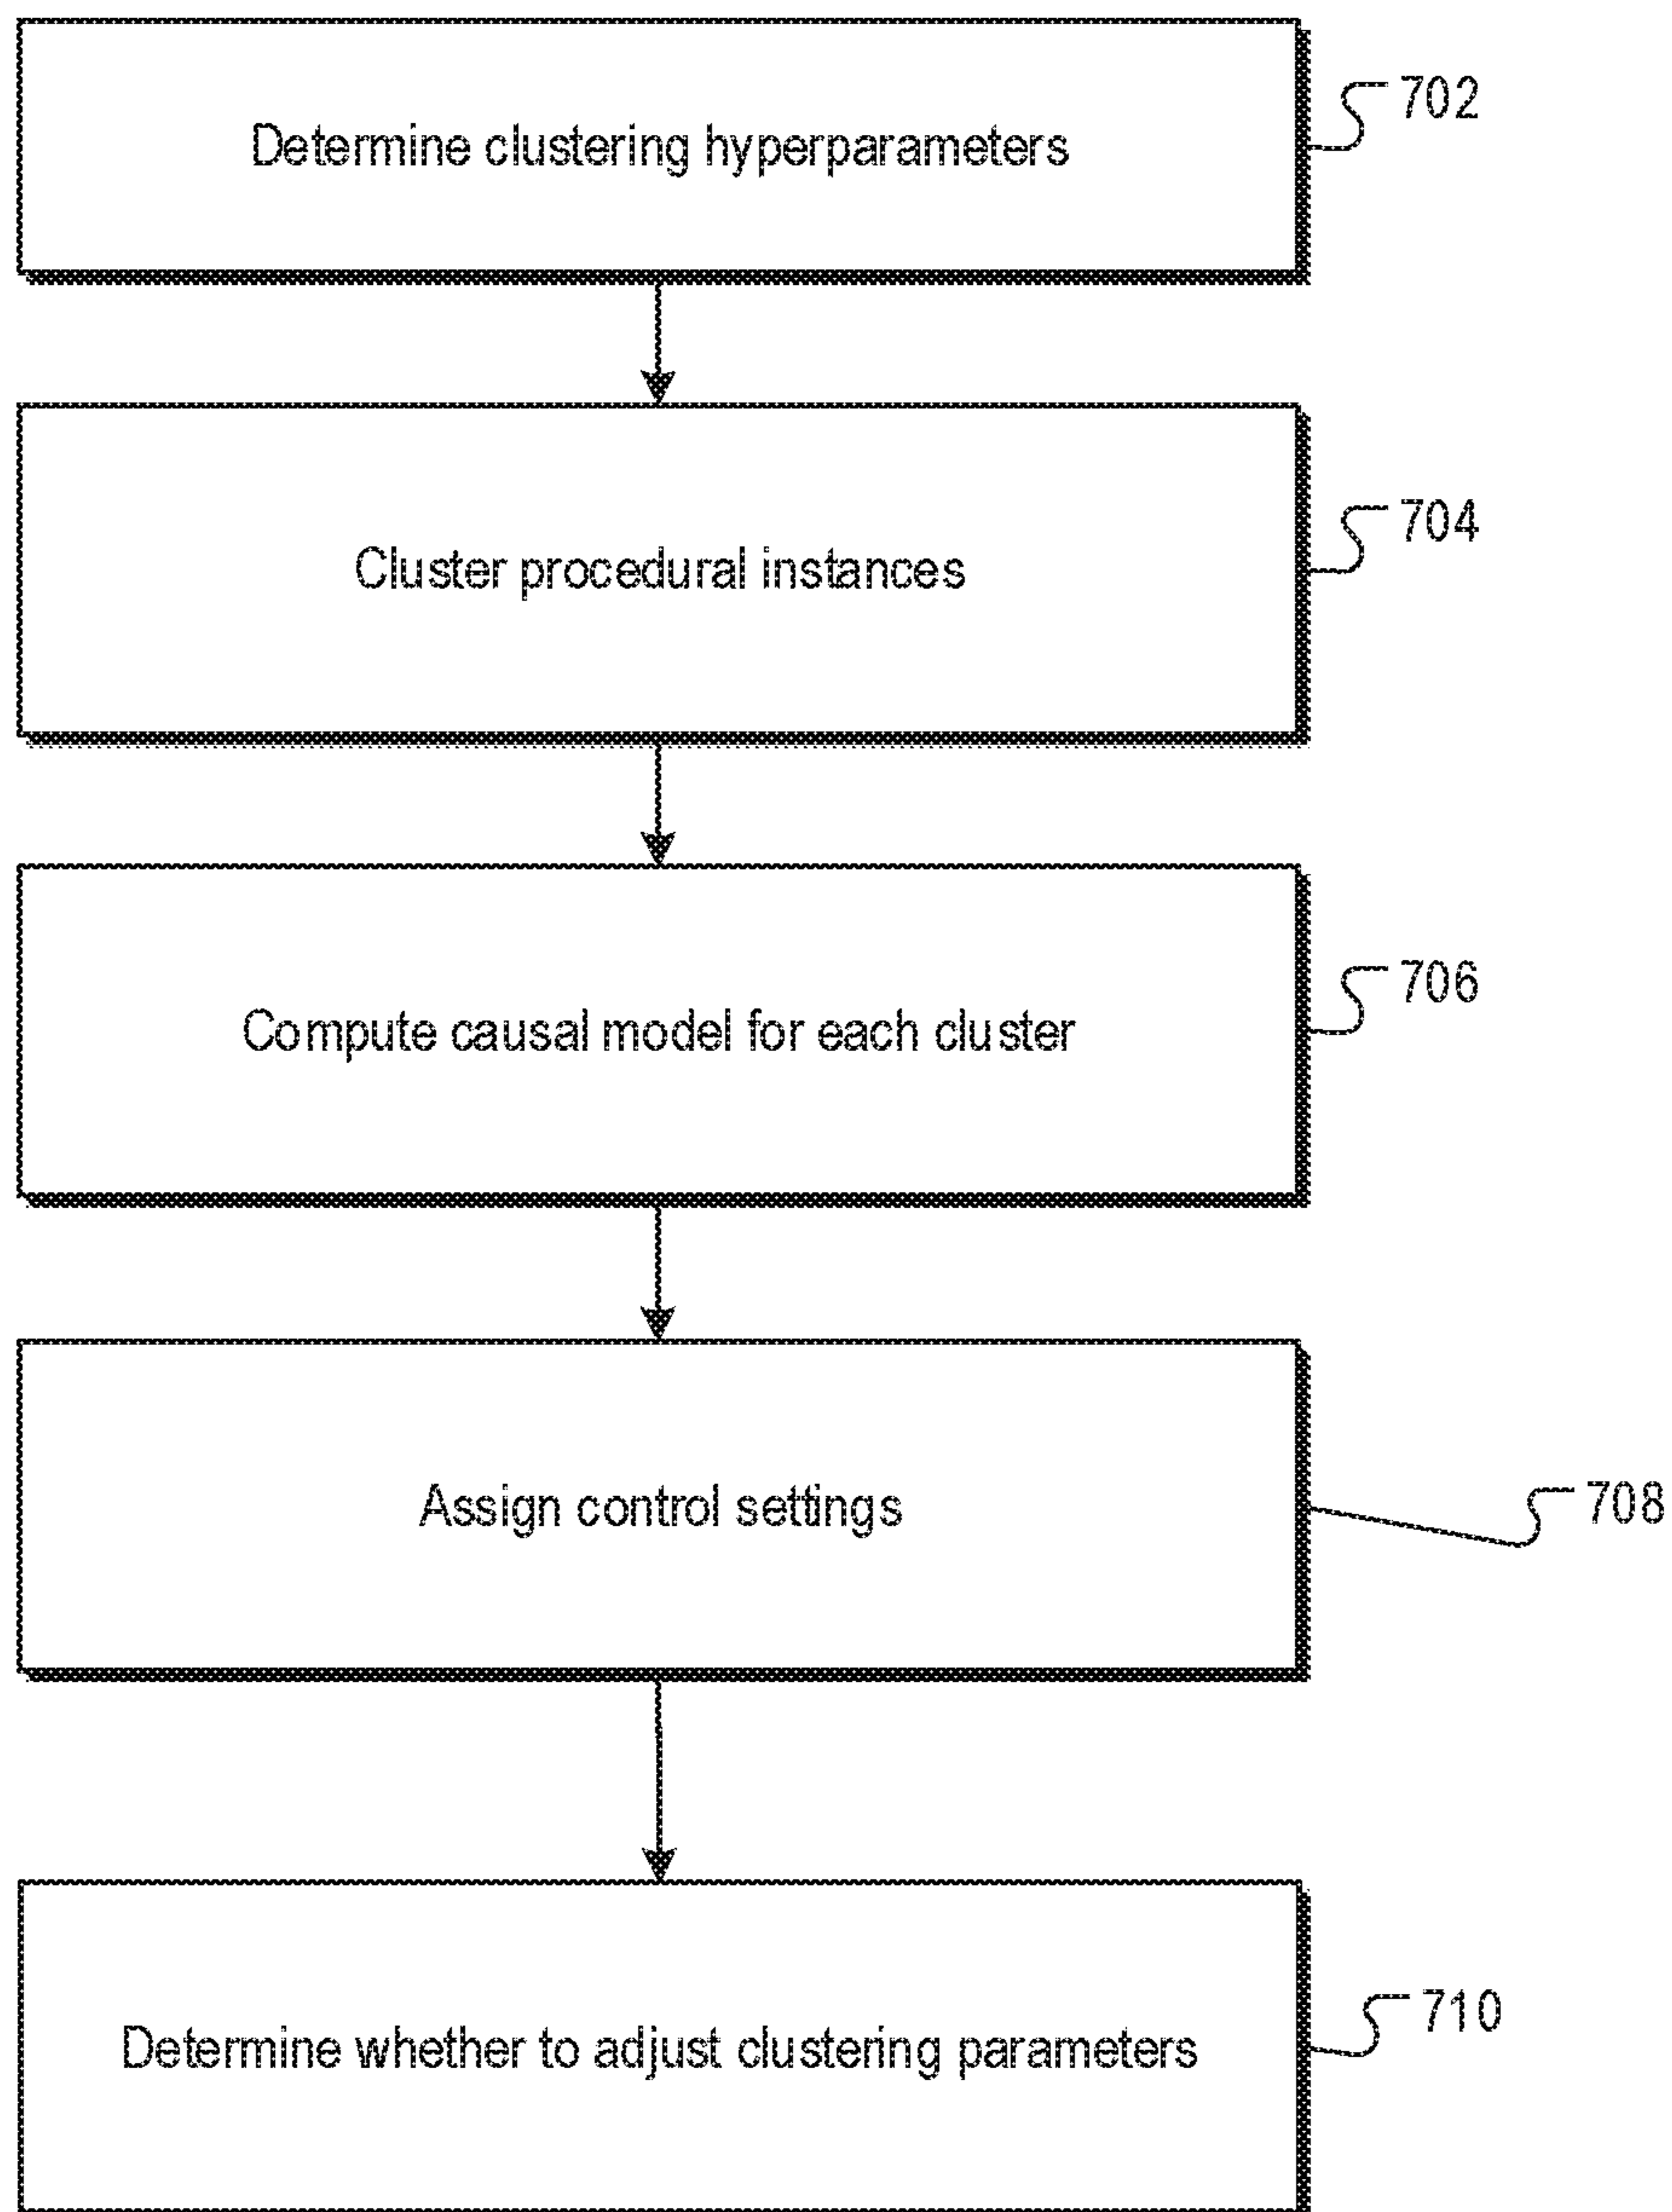 Determine clustering hyperparameters
702
Cluster procedural instances
704
Compute causal model for each cluster
706
Assign control settings
708
Determine whether to adjust clustering parameters
710